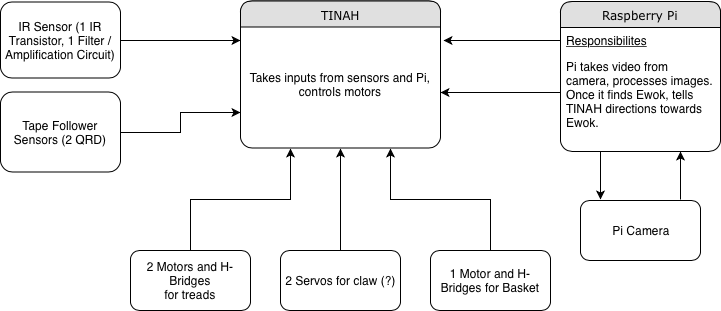 IR Sensor (1 IR
Transistor, 1 Filter /
Amplification Circuit)
TINAH
Takes inputs from sensors and Pi,
controls motors
Raspberry Pi
Responsibilites
Pi takes video from
camera, processes images.
Once it finds Ewok, tells
TINAH directions towards
Ewok.
Tape Follower
Sensors (2 QRD)
Pi Camera
2 Motors and H-
Bridges
for treads
2 Servos for claw (?)
1 Motor and H-
Bridges for Basket